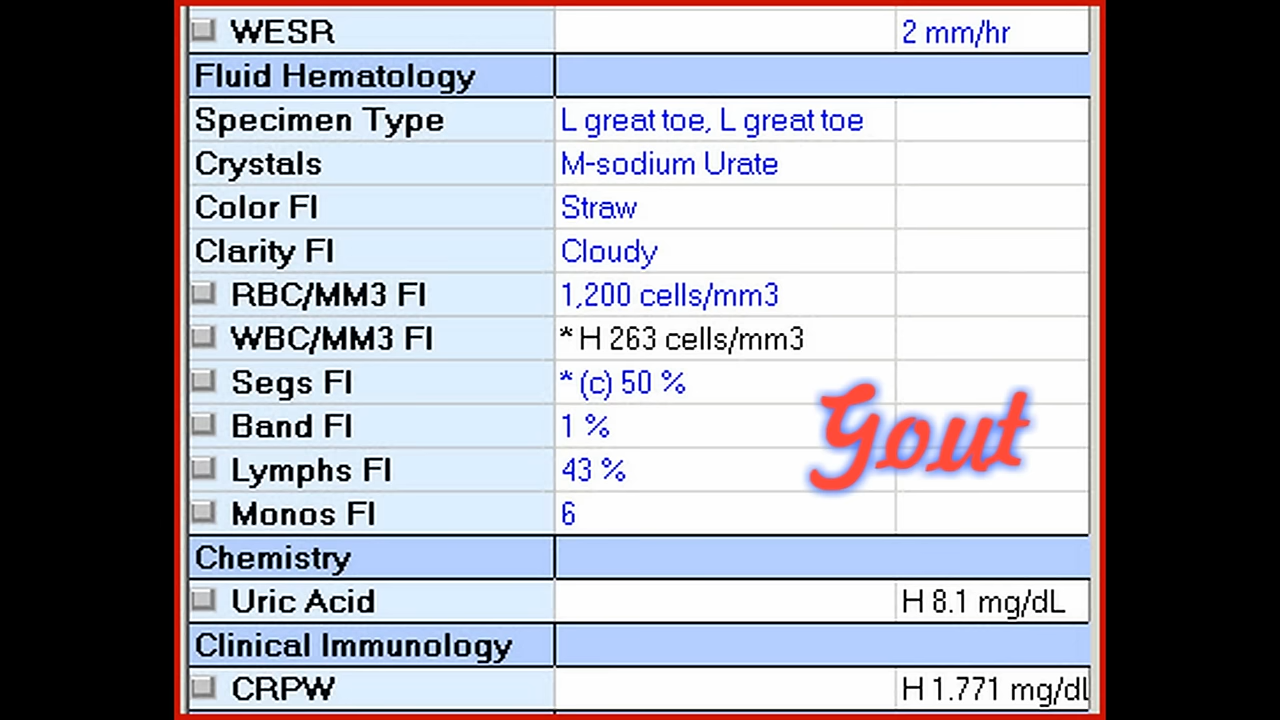 WESR 2 mm/hr
Fluid Hematology
Specimen Type L great toe, L great toe
Crystals M-sodium Urate
Color Fl Straw
Clarity Fl Cloudy
RBC/MM3 Fl 1,200 cells/mm3
WBC/MM3 Fl * H 263 cells/mm3
Segs Fl * (c) 50 %
Band Fl 1 %
Gout
Lymphs Fl 43 %
Monos Fl 6
Chemistry
Uric Acid H 8.1 mg/dL
Clinical Immunology
CRPW H 1.771 mg/dL